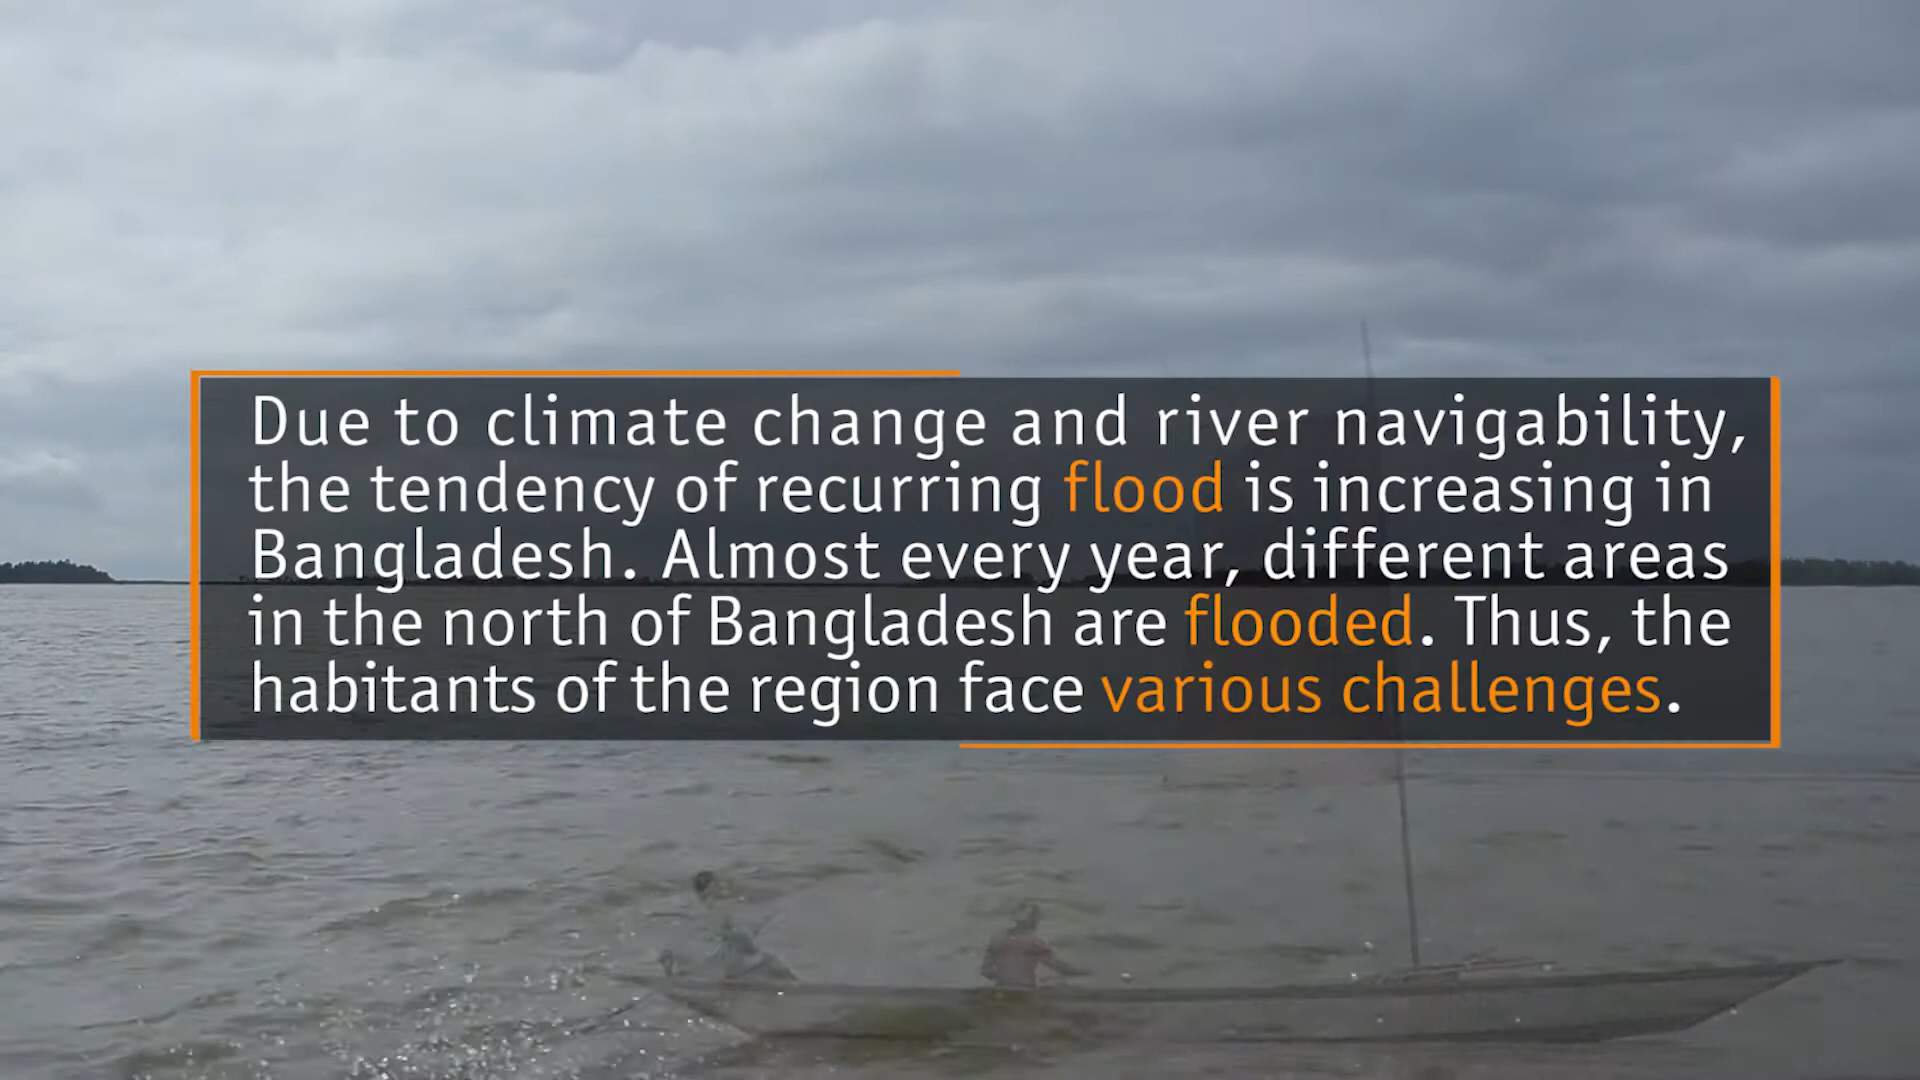 Due to climate change and river navigability,
the tendency of recurring flood is increasing in
Bangladesh. Almost every year, different areas
in the north of Bangladesh are flooded. Thus, the
habitants of the region face various challenges.